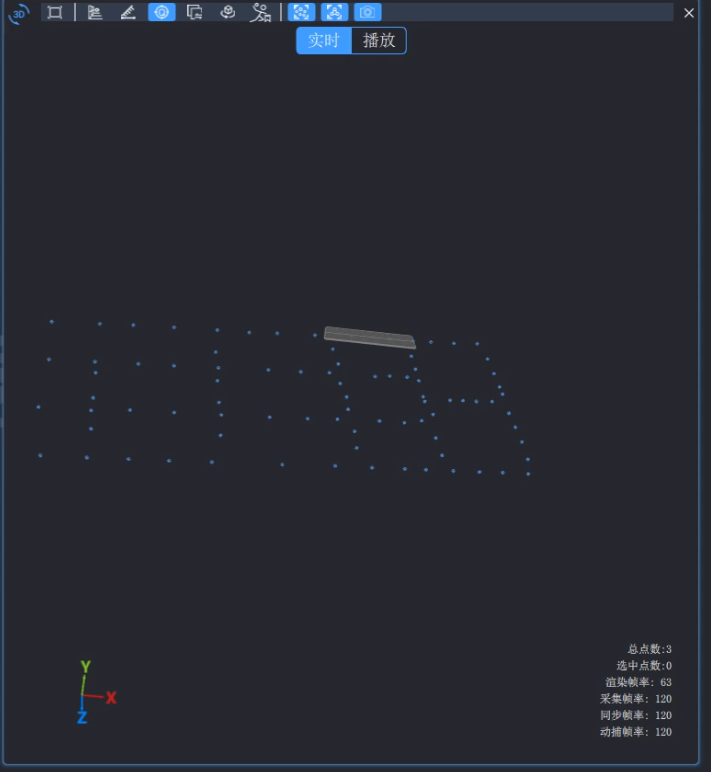 3D
实时 播放
总点数:3
选中点数:0
渲染帧率: 63
采集帧率: 120
同步帧率: 120
动捕帧率: 120
Y
X
Z